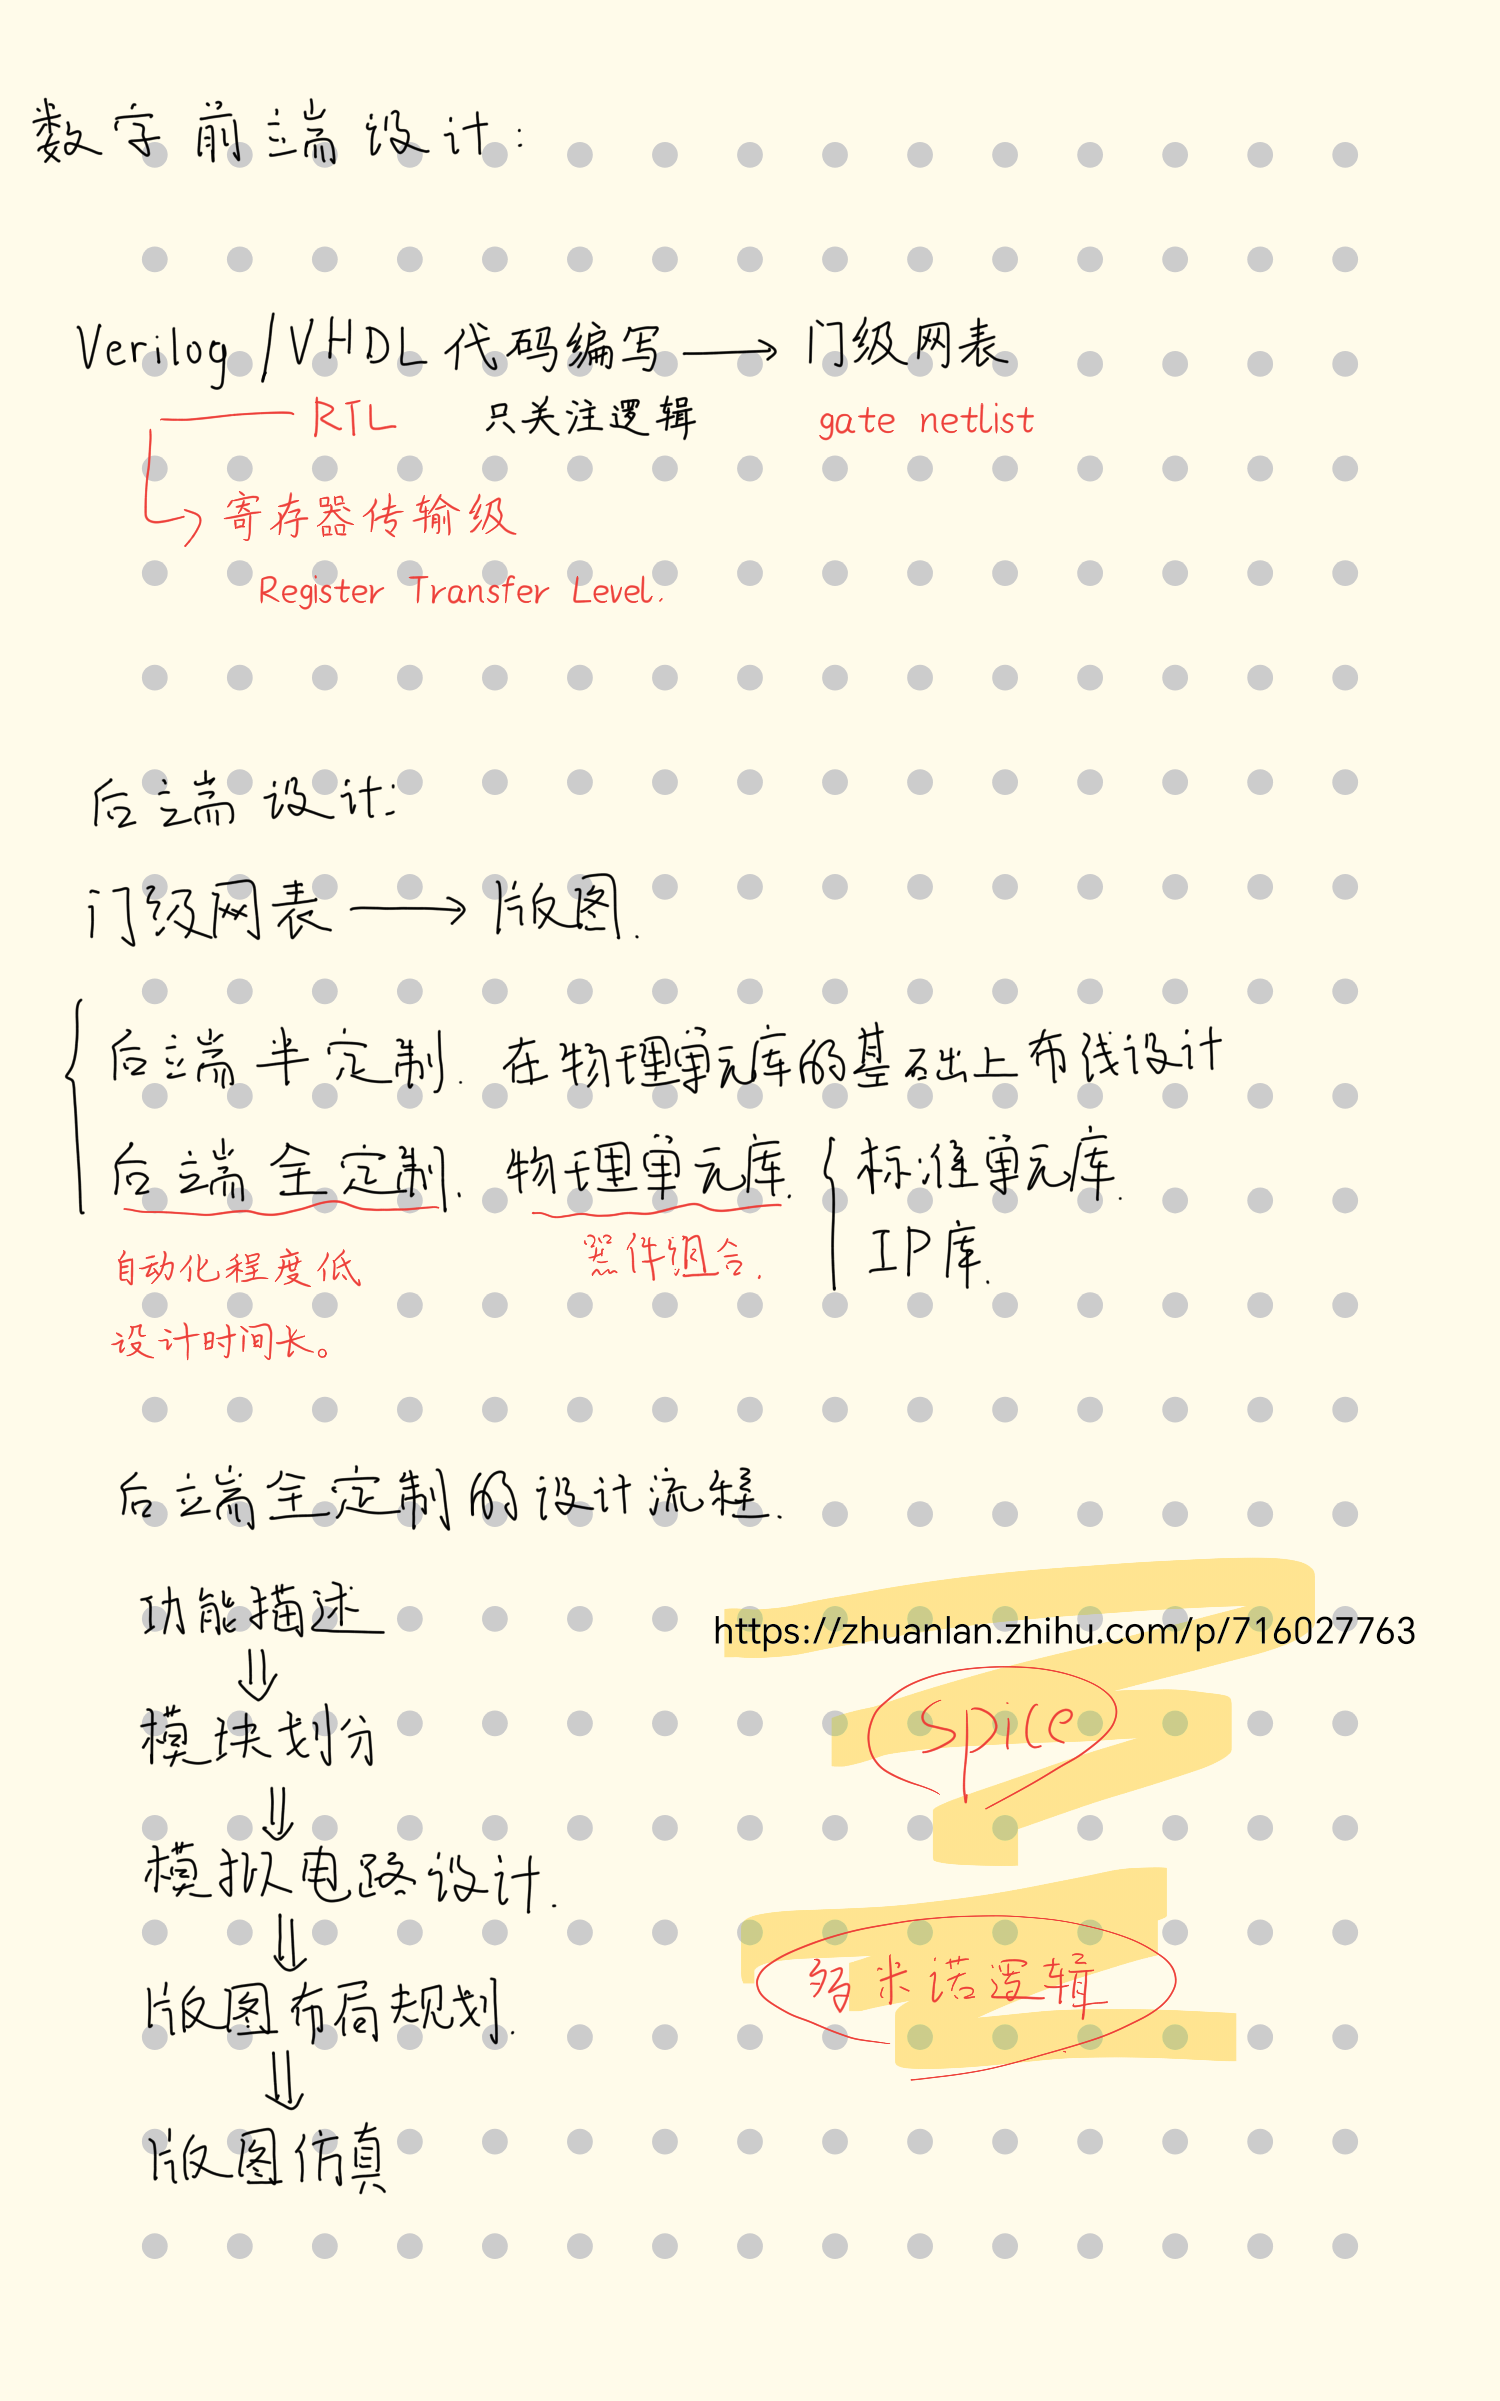 数字前端设计:
Verilog/VHDL代码编写 → 门级网表
RTL 只关注逻辑 gate netlist
寄存器传输级
Register Transfer Level.
后端设计:
门级网表 → 版图.
后端半定制. 在物理单元库的基础上布线设计
后端全定制. 物理单元库. 标准单元库.
自动化程度低 器件组合. IP库.
设计时间长。
后端全定制的设计流程.
功能描述
https://zhuanlan.zhihu.com/p/716027763
模块划分
spice
模拟电路设计.
多米诺逻辑
版图布局规划.
版图仿真